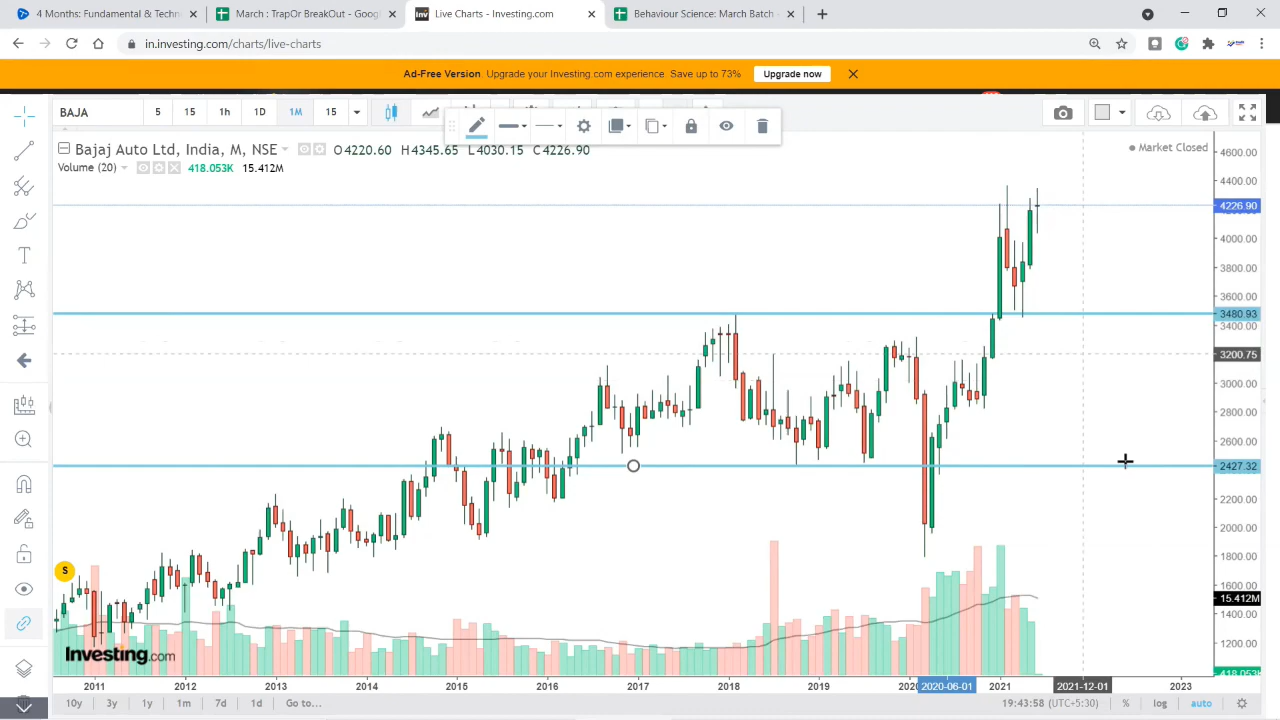 4 Months: Fundamental & Techn
March : TrapOr BreakOut - Goog
Live Charts - Investing.com
Behaviour Science: March Batch
in.investing.com/charts/live-charts
Ad-Free Version Upgrade your Investing.com experience. Save up to 73% Upgrade now
BAJA 5 15 1h 1D 1M 15
Bajaj Auto Ltd, India, M, NSE O4220.60 H4345.65 L4030.15 C4226.90
Market Closed
Volume (20) 418.053K 15.412M
4600.00
4400.00
4226.90
4000.00
3800.00
3600.00
3480.93
3400.00
3200.75
3000.00
2800.00
2600.00
2427.32
2200.00
2000.00
1800.00
1600.00
15.412M
1400.00
1200.00
418.053K
S
Investing.com
2011 2012 2013 2014 2015 2016 2017 2018 2019 2020-06-01 2021 2021-12-01 2023
10y 3y 1y 1m 7d 1d Go to... 19:43:58 (UTC+5:30) % log auto